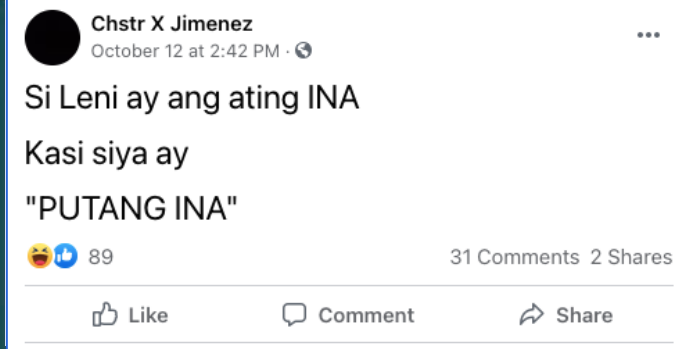 Chstr X Jimenez
October 12 at 2:42 PM ·
Si Leni ay ang ating INA
Kasi siya ay
"PUTANG INA"
89 31 Comments 2 Shares
Like Comment Share